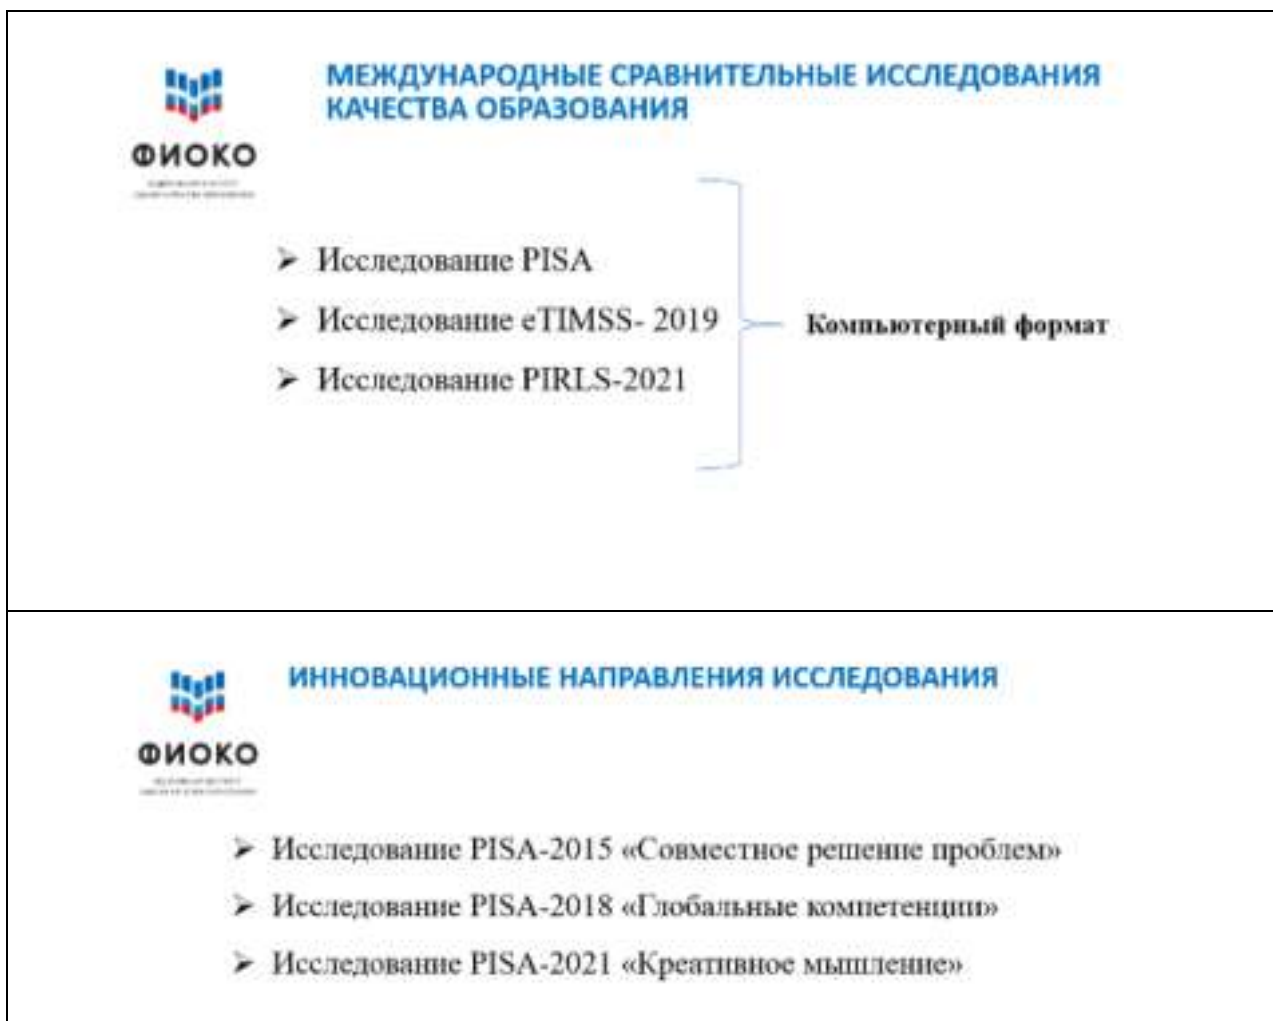 МЕЖДУНАРОДНЫЕ СРАВНИТЕЛЬНЫЕ ИССЛЕДОВАНИЯ
КАЧЕСТВА ОБРАЗОВАНИЯ
ФИОКО
➢ Исследование PISA
➢ Исследование eTIMSS- 2019
➢ Исследование PIRLS-2021
Компьютерный формат
ИННОВАЦИОННЫЕ НАПРАВЛЕНИЯ ИССЛЕДОВАНИЯ
ФИОКО
➢ Исследование PISA-2015 «Совместное решение проблем»
➢ Исследование PISA-2018 «Глобальные компетенции»
➢ Исследование PISA-2021 «Креативное мышление»